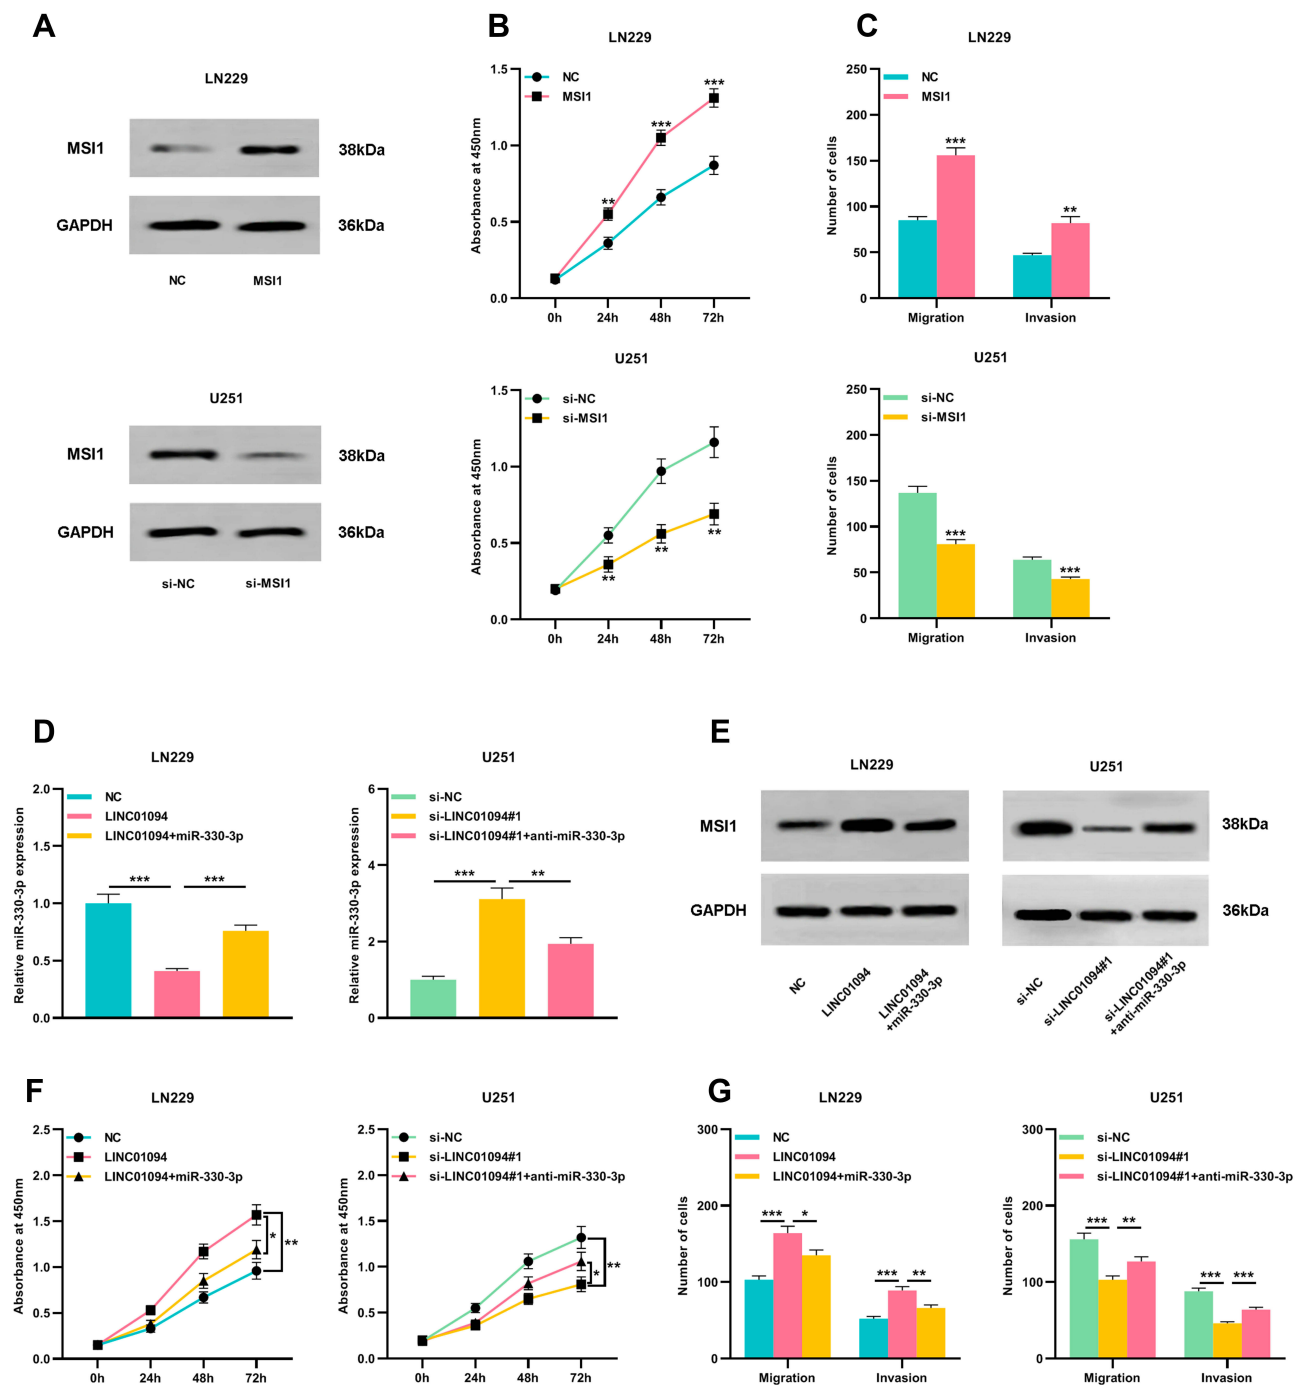 A
LN229
MSI1
38kDa
GAPDH
36kDa
NC
MSI1
U251
MSI1
38kDa
GAPDH
36kDa
si-NC
si-MSI1
B
LN229
NC
MSI1
Absorbance at 450nm
1.5
1.0
0.5
0.0
**
***
***
0h
24h
48h
72h
U251
si-NC
si-MSI1
Absorbance at 450nm
1.5
1.0
0.5
0.0
**
**
**
0h
24h
48h
72h
C
LN229
NC
MSI1
Number of cells
250
200
150
100
50
0
***
**
Migration
Invasion
U251
si-NC
si-MSI1
Number of cells
250
200
150
100
50
0
***
***
Migration
Invasion
D
LN229
NC
LINC01094
LINC01094+miR-330-3p
Relative miR-330-3p expression
2.0
1.5
1.0
0.5
0.0
***
***
U251
si-NC
si-LINC01094#1
si-LINC01094#1+anti-miR-330-3p
Relative miR-330-3p expression
6
4
2
0
***
**
E
LN229
U251
MSI1
38kDa
GAPDH
36kDa
NC
LINC01094
LINC01094
+miR-330-3p
si-NC
si-LINC01094#1
si-LINC01094#1
+anti-miR-330-3p
F
LN229
NC
LINC01094
LINC01094+miR-330-3p
Absorbance at 450nm
2.5
2.0
1.5
1.0
0.5
0.0
*
**
0h
24h
48h
72h
U251
si-NC
si-LINC01094#1
si-LINC01094#1+anti-miR-330-3p
Absorbance at 450nm
2.5
2.0
1.5
1.0
0.5
0.0
*
**
0h
24h
48h
72h
G
LN229
NC
LINC01094
LINC01094+miR-330-3p
Number of cells
300
200
100
0
***
*
***
**
Migration
Invasion
U251
si-NC
si-LINC01094#1
si-LINC01094#1+anti-miR-330-3p
Number of cells
300
200
100
0
***
**
***
***
Migration
Invasion